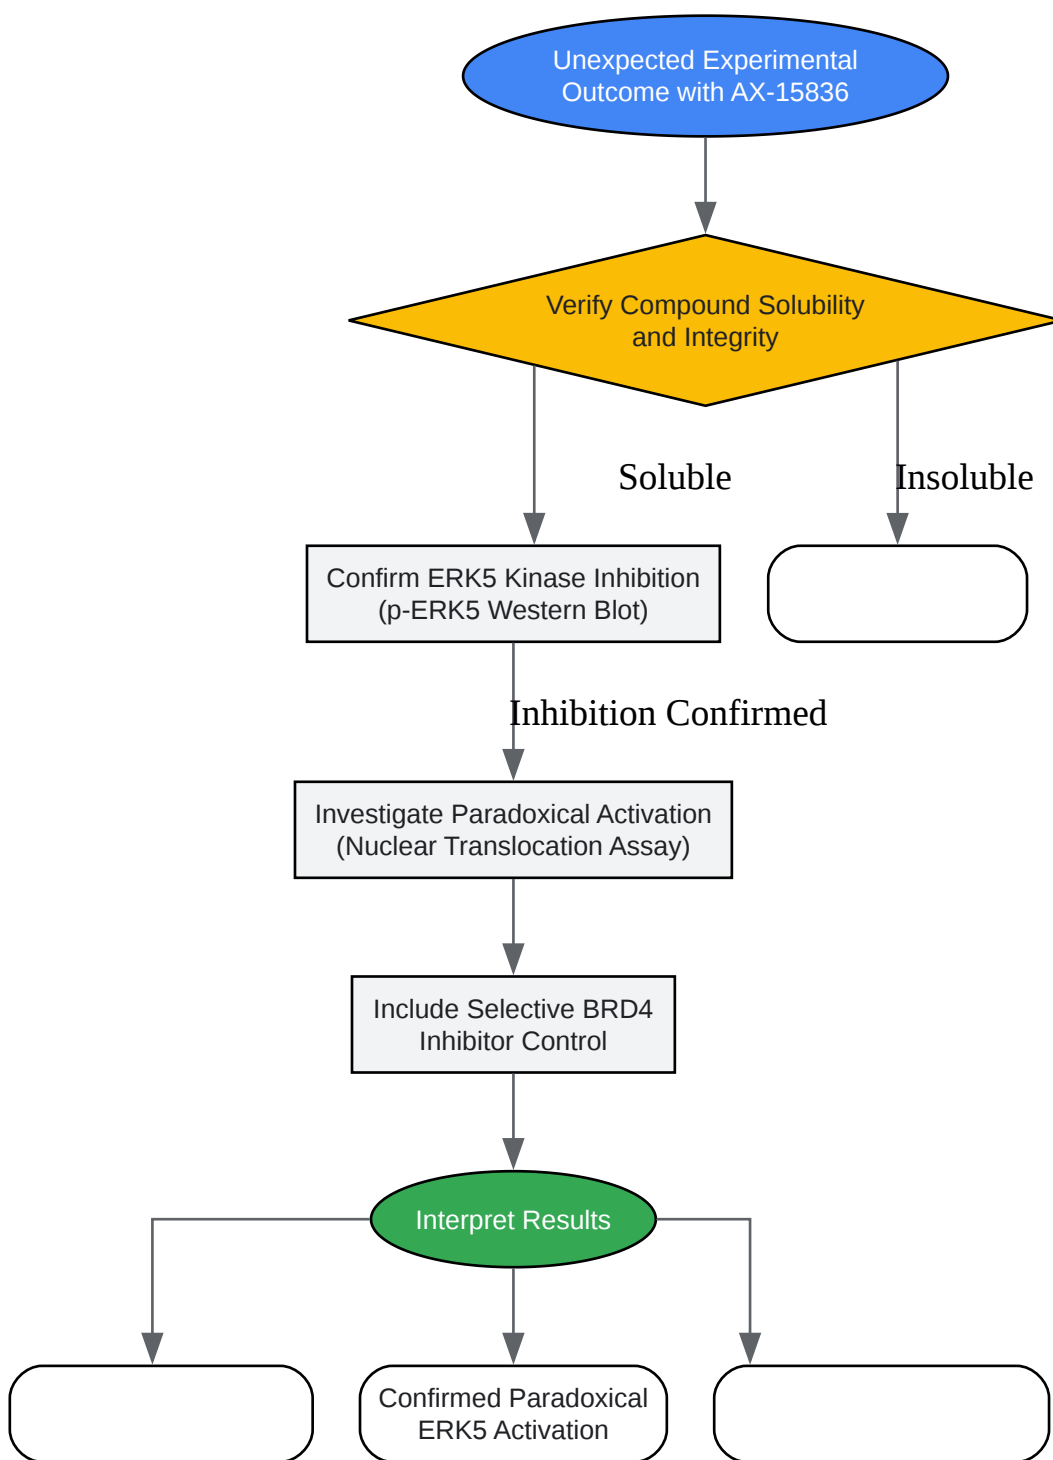 Unexpected Experimental
Outcome with AX-15836
Verify Compound Solubility
and Integrity
Soluble
Insoluble
Confirm ERK5 Kinase Inhibition
(p-ERK5 Western Blot)
Inhibition Confirmed
Investigate Paradoxical Activation
(Nuclear Translocation Assay)
Include Selective BRD4
Inhibitor Control
Interpret Results
Confirmed Paradoxical
ERK5 Activation